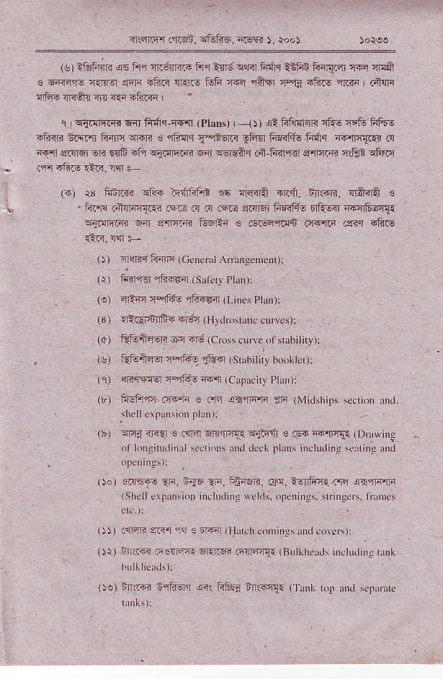 বাংলাদেশ গেজেট, অতিরিক্ত, নভেম্বর ১, ২০০১ ১০২৩৩
(৬) ইঞ্জিনিয়ার এন্ড শিপ সার্ভেয়ারকে শিপ ইয়ার্ড অথবা নির্মাণ ইউনিট বিনামূল্যে সকল সামগ্রী
ও জনবলগত সহায়তা প্রদান করিবে যাহাতে তিনি সকল পরীক্ষা সম্পন্ন করিতে পারেন। নৌযান
মালিক যাবতীয় ব্যয় বহন করিবেন।
৭। অনুমোদনের জন্য নির্মাণ-নকশা (Plans)।—(১) এই বিধিমালার সহিত সঙ্গতি নিশ্চিত
করিবার উদ্দেশ্যে বিন্যাস আকার ও পরিমাণ সুস্পষ্টভাবে তুলিয়া নিম্নবর্ণিত নির্মাণ নকশাসমূহের যে
নকশা প্রযোজ্য তার ছয়টি কপি অনুমোদনের জন্য অভ্যন্তরীণ নৌ-নিরাপত্তা প্রশাসনের সংশ্লিষ্ট অফিসে
পেশ করিতে হইবে, যথা ঃ—
(ক) ২৪ মিটারের অধিক দৈর্ঘ্যবিশিষ্ট শুষ্ক মালবাহী কার্গো, ট্যাংকার, যাত্রীবাহী ও
বিশেষ নৌযানসমূহের ক্ষেত্রে যে যে ক্ষেত্রে প্রযোজ্য নিম্নবর্ণিত চাহিতব্য নকসাচিত্রসমূহ
অনুমোদনের জন্য প্রশাসনের ডিজাইন ও ডেভেলপমেন্ট সেকশনে প্রেরণ করিতে
হইবে, যথা ঃ—
(১) সাধারণ বিন্যাস (General Arrangement);
(২) নিরাপত্তা পরিকল্পনা (Safety Plan);
(৩) লাইনস সম্পর্কিত পরিকল্পনা (Lines Plan);
(৪) হাইড্রোস্ট্যাটিক কার্ভস (Hydrostatic curves);
(৫) স্থিতিশীলতার ক্রস কার্ভ (Cross curve of stability);
(৬) স্থিতিশীলতা সম্পর্কিত পুস্তিকা (Stability booklet);
(৭) ধারণক্ষমতা সম্পর্কিত নকশা (Capacity Plan);
(৮) মিডশিপস সেকশন ও শেল এক্সপানশন প্লান (Midships section and
shell expansion plan);
(৯) আসন ব্যবস্থা ও খোলা জায়গাসমূহ অনুদৈর্ঘ্য ও ডেক নকশাসমূহ (Drawing
of longitudinal sections and deck plans including seating and
openings);
(১০) ওয়েল্ডকৃত স্থান, উন্মুক্ত স্থান, স্ট্রিনজার, ফ্রেম, ইত্যাদিসহ শেল এক্সপানশান
(Shell expansion including welds, openings, stringers, frames
etc.);
(১১) খোলার প্রবেশ পথ ও ঢাকনা (Hatch comings and covers);
(১২) ট্যাংকের দেওয়ালসহ জাহাজের দেয়ালসমূহ (Bulkheads including tank
bulkheads);
(১৩) ট্যাংকের উপরিভাগ এবং বিচ্ছিন্ন ট্যাংকসমূহ (Tank top and separate
tanks);